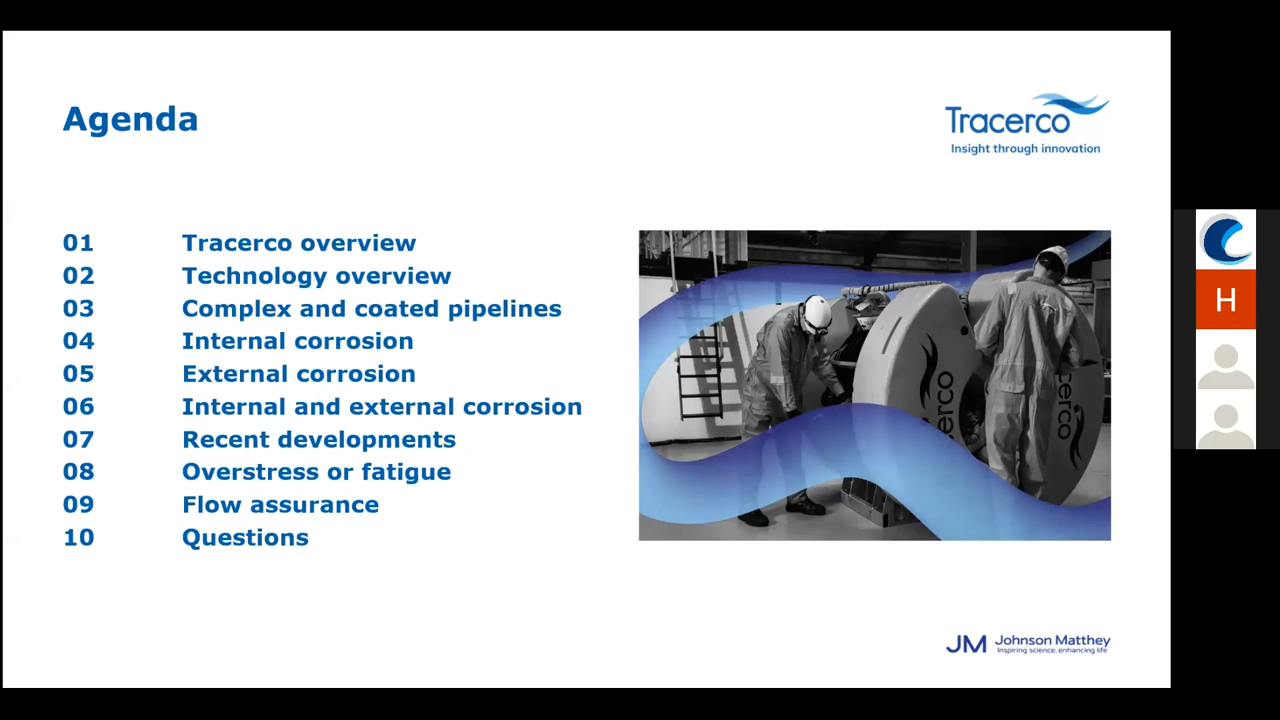 Agenda
Tracerco
Insight through innovation
01 Tracerco overview
02 Technology overview
03 Complex and coated pipelines
04 Internal corrosion
05 External corrosion
06 Internal and external corrosion
07 Recent developments
08 Overstress or fatigue
09 Flow assurance
10 Questions
erco
erco
H
JM Johnson Matthey
Inspiring science, enhancing life